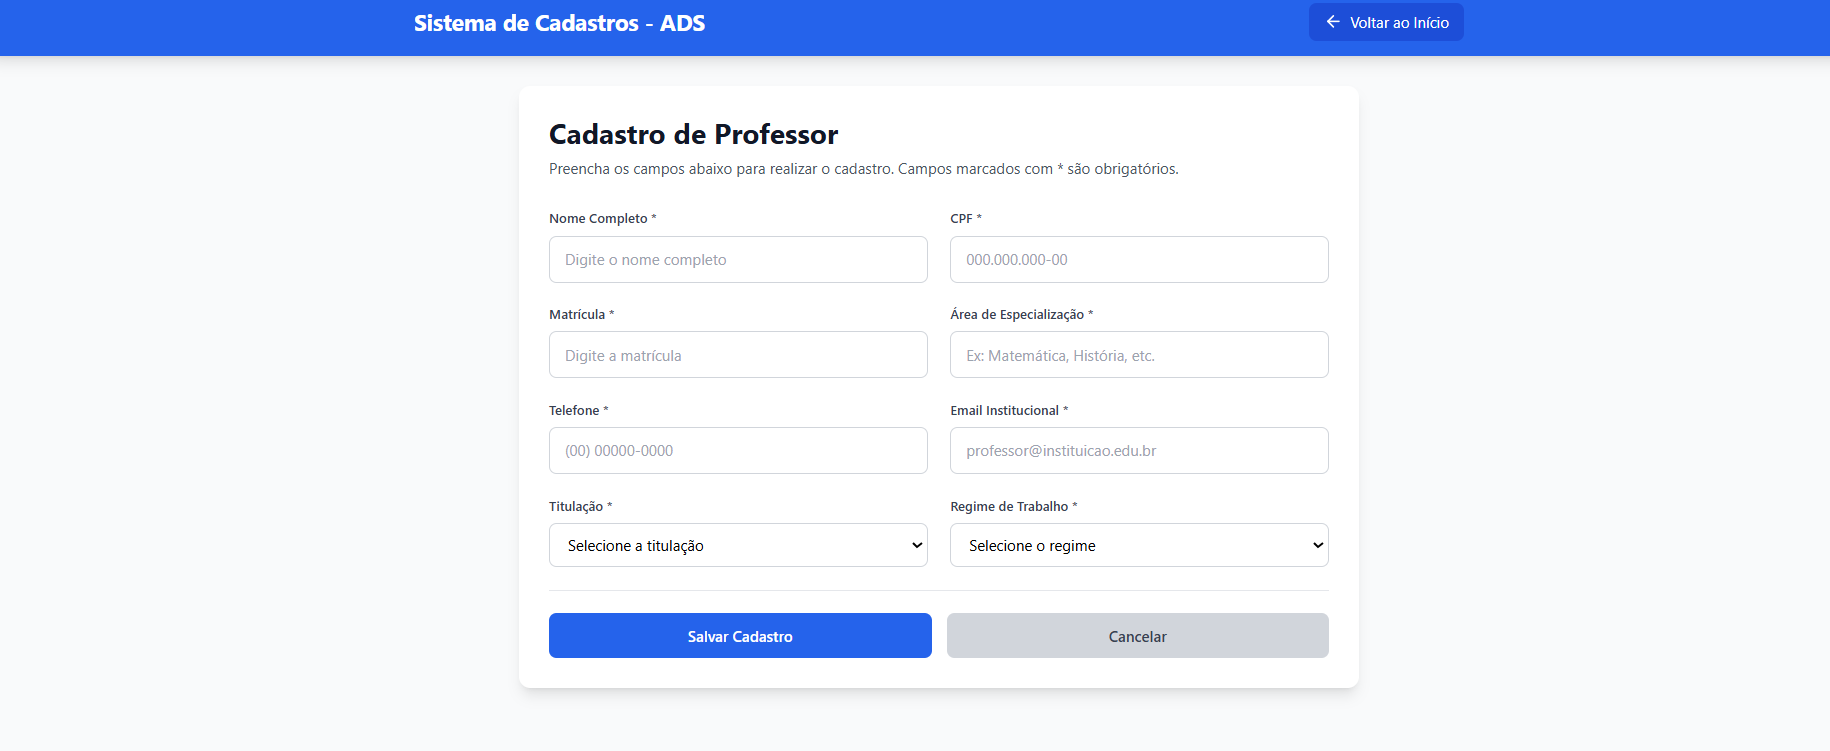 Sistema de Cadastros - ADS
Voltar ao Início
Cadastro de Professor
Preencha os campos abaixo para realizar o cadastro. Campos marcados com * são obrigatórios.
Nome Completo *
CPF *
Digite o nome completo
000.000.000-00
Matrícula *
Área de Especialização *
Digite a matrícula
Ex: Matemática, História, etc.
Telefone *
Email Institucional *
(00) 00000-0000
professor@instituicao.edu.br
Titulação *
Regime de Trabalho *
Selecione a titulação
Selecione o regime
Salvar Cadastro
Cancelar